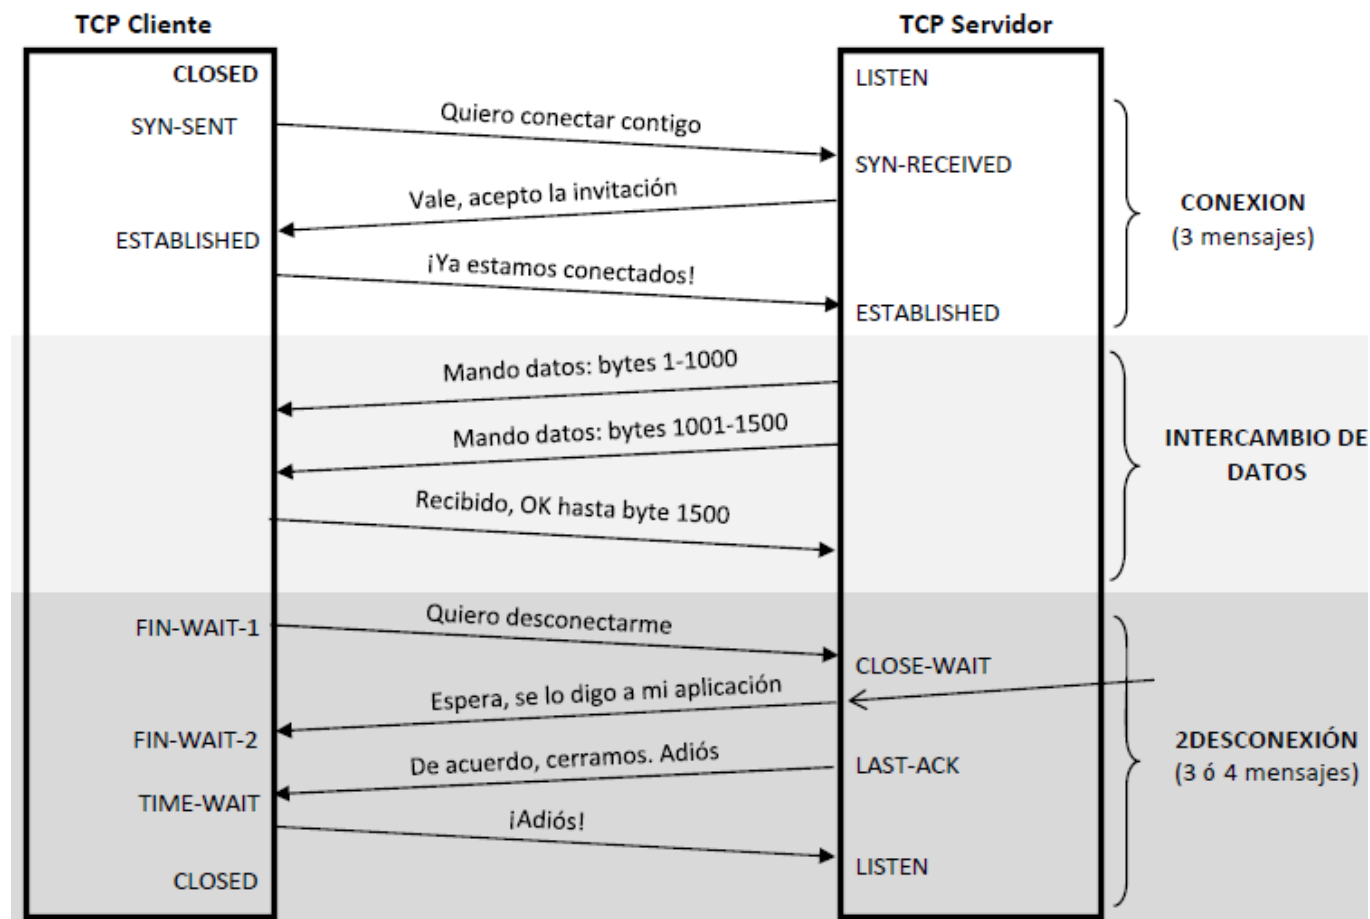 TCP Cliente
TCP Servidor
CLOSED
LISTEN
Quiero conectar contigo
SYN-SENT
SYN-RECEIVED
Vale, acepto la invitación
CONEXION
(3 mensajes)
ESTABLISHED
¡Ya estamos conectados!
ESTABLISHED
Mando datos: bytes 1-1000
Mando datos: bytes 1001-1500
INTERCAMBIO DE
DATOS
Recibido, OK hasta byte 1500
Quiero desconectarme
FIN-WAIT-1
CLOSE-WAIT
Espera, se lo digo a mi aplicación
FIN-WAIT-2
2DESCONEXIÓN
(3 ó 4 mensajes)
De acuerdo, cerramos. Adiós
LAST-ACK
TIME-WAIT
¡Adiós!
LISTEN
CLOSED